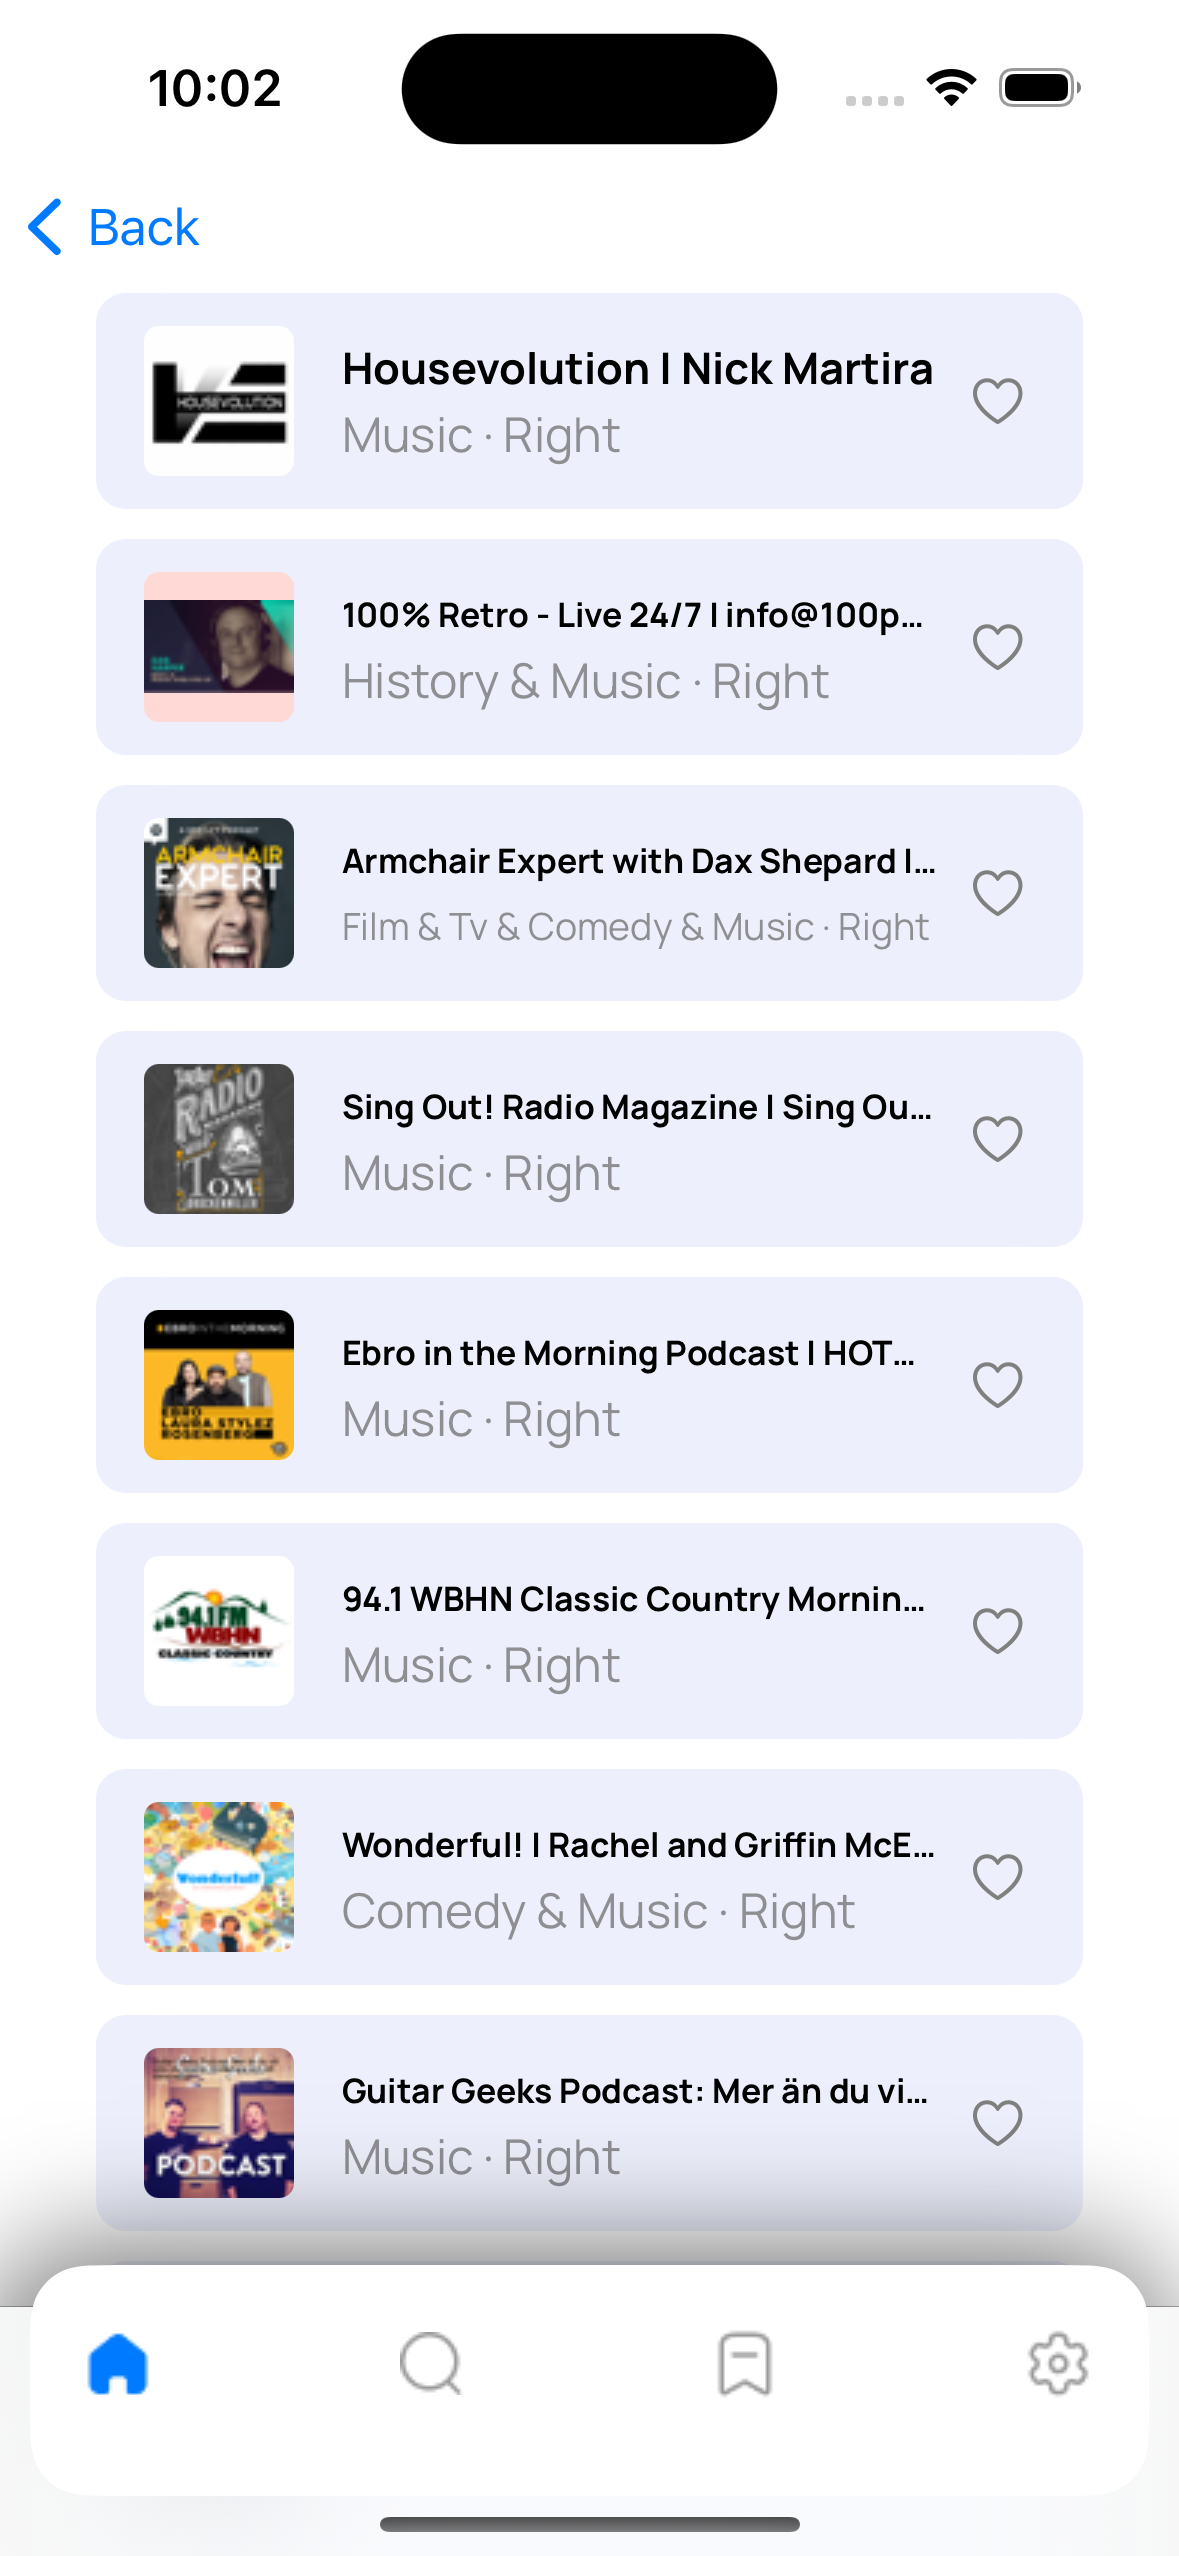 10:02
Back
HOUSEVOLUTION
Housevolution | Nick Martira
Music · Right
100% Retro - Live 24/7 | info@100p...
History & Music · Right
ARMCHAIR
EXPERT
Armchair Expert with Dax Shepard |...
Film & Tv & Comedy & Music · Right
RADIO
TOM
Sing Out! Radio Magazine | Sing Ou...
Music · Right
EBROINTHEMORNING
EBRO
LAURA STYLEZ
ROSENBERG
Ebro in the Morning Podcast | HOT...
Music · Right
94.1 FM
WBHN
CLASSIC COUNTRY
94.1 WBHN Classic Country Mornin...
Music · Right
Wonderful!
Wonderful! | Rachel and Griffin McE...
Comedy & Music · Right
PODCAST
Guitar Geeks Podcast: Mer än du vi...
Music · Right